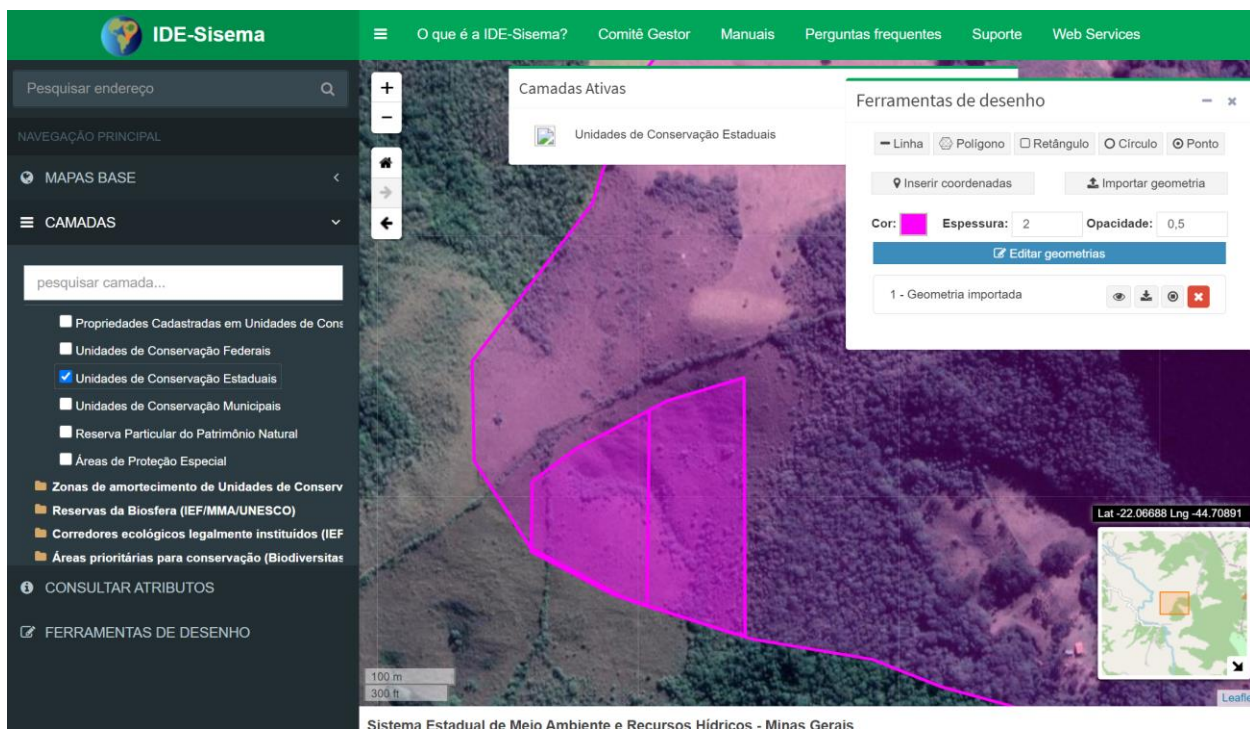 IDE-Sisema
O que é a IDE-Sisema? Comitê Gestor Manuais Perguntas frequentes Suporte Web Services
Pesquisar endereço
NAVEGAÇÃO PRINCIPAL
MAPAS BASE
CAMADAS
pesquisar camada...
Propriedades Cadastradas em Unidades de Cons
Unidades de Conservação Federais
Unidades de Conservação Estaduais
Unidades de Conservação Municipais
Reserva Particular do Patrimônio Natural
Áreas de Proteção Especial
Zonas de amortecimento de Unidades de Conserv
Reservas da Biosfera (IEF/MMA/UNESCO)
Corredores ecológicos legalmente instituídos (IEF
Áreas prioritárias para conservação (Biodiversitas
CONSULTAR ATRIBUTOS
FERRAMENTAS DE DESENHO
+
−
Camadas Ativas
Unidades de Conservação Estaduais
Ferramentas de desenho
Linha Polígono Retângulo Círculo Ponto
Inserir coordenadas Importar geometria
Cor: Espessura: 2 Opacidade: 0,5
Editar geometrias
1 - Geometria importada
Lat -22.06688 Lng -44.70891
100 m
300 ft
Leafle
Sistema Estadual de Meio Ambiente e Recursos Hídricos - Minas Gerais